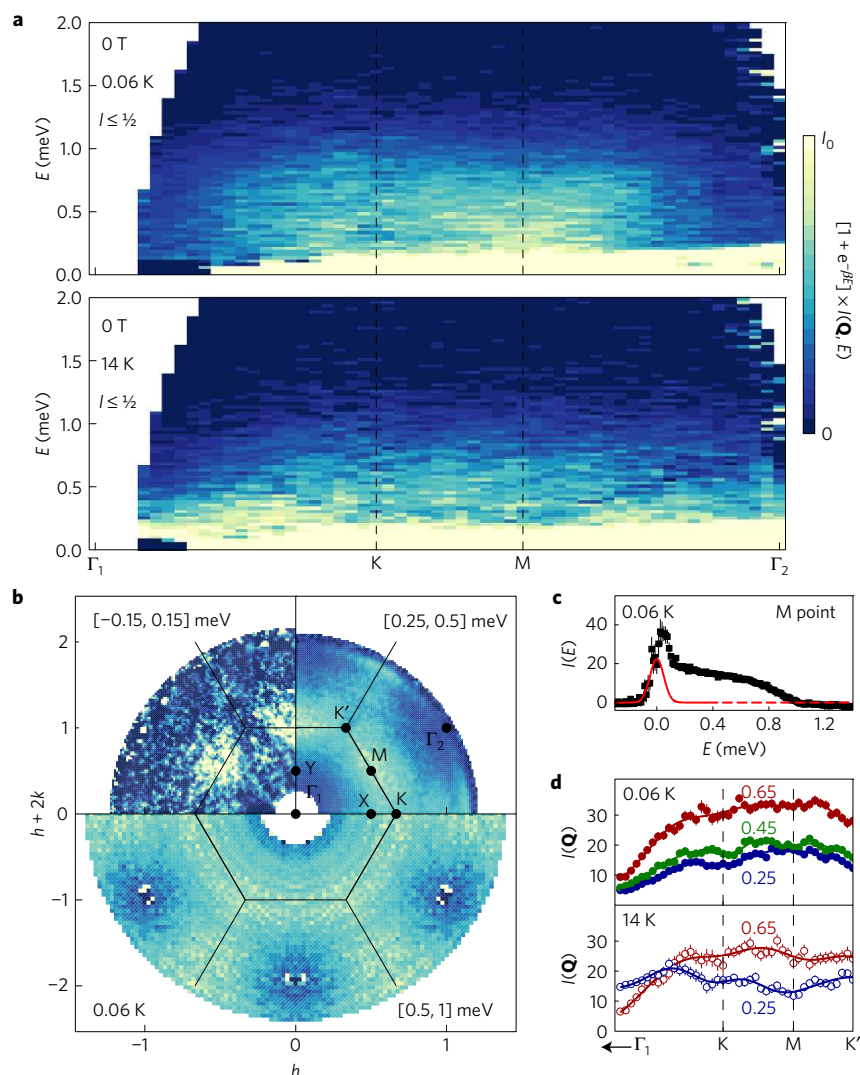 a
2.0
1.5
1.0
0.5
0.0
E (meV)
0 T
0.06 K
l ≤ ½
2.0
1.5
1.0
0.5
0.0
E (meV)
0 T
14 K
l ≤ ½
Γ₁ K M Γ₂
I₀
0
[1 + e^{−βE}] × I(Q, E)
b
[−0.15, 0.15] meV
[0.25, 0.5] meV
2
1
0
−1
−2
h + 2k
K′
Γ₂
M
Y
Γ₁
X
K
0.06 K
[0.5, 1] meV
−1 0 1
h
c
0.06 K
M point
40
20
0
I(E)
0.0 0.4 0.8 1.2
E (meV)
d
0.06 K
0.65
0.45
0.25
30
20
10
I(Q)
14 K
0.65
0.25
30
20
10
0
I(Q)
← Γ₁ K M K′